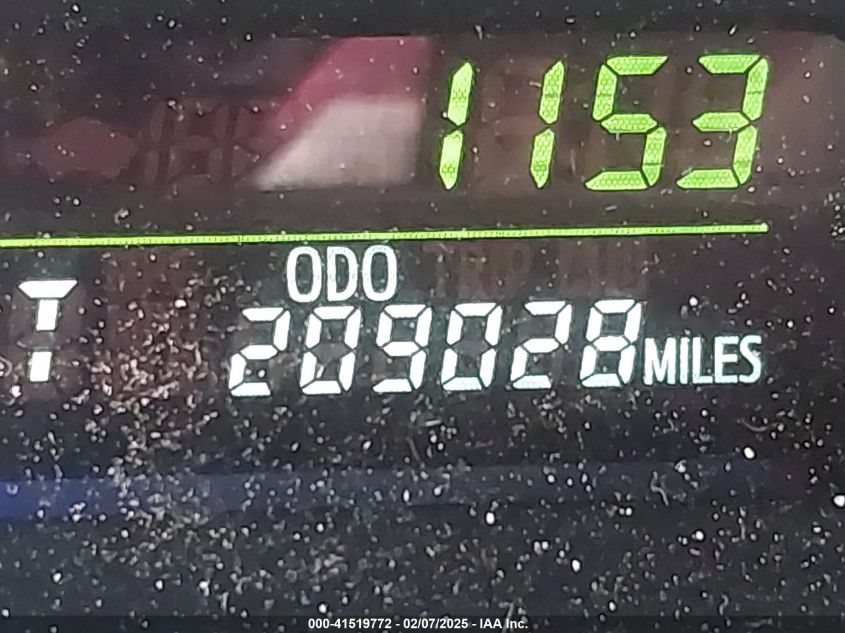 1153
ODO
T 209028 MILES
000-41519772 - 02/07/2025 - IAA Inc.